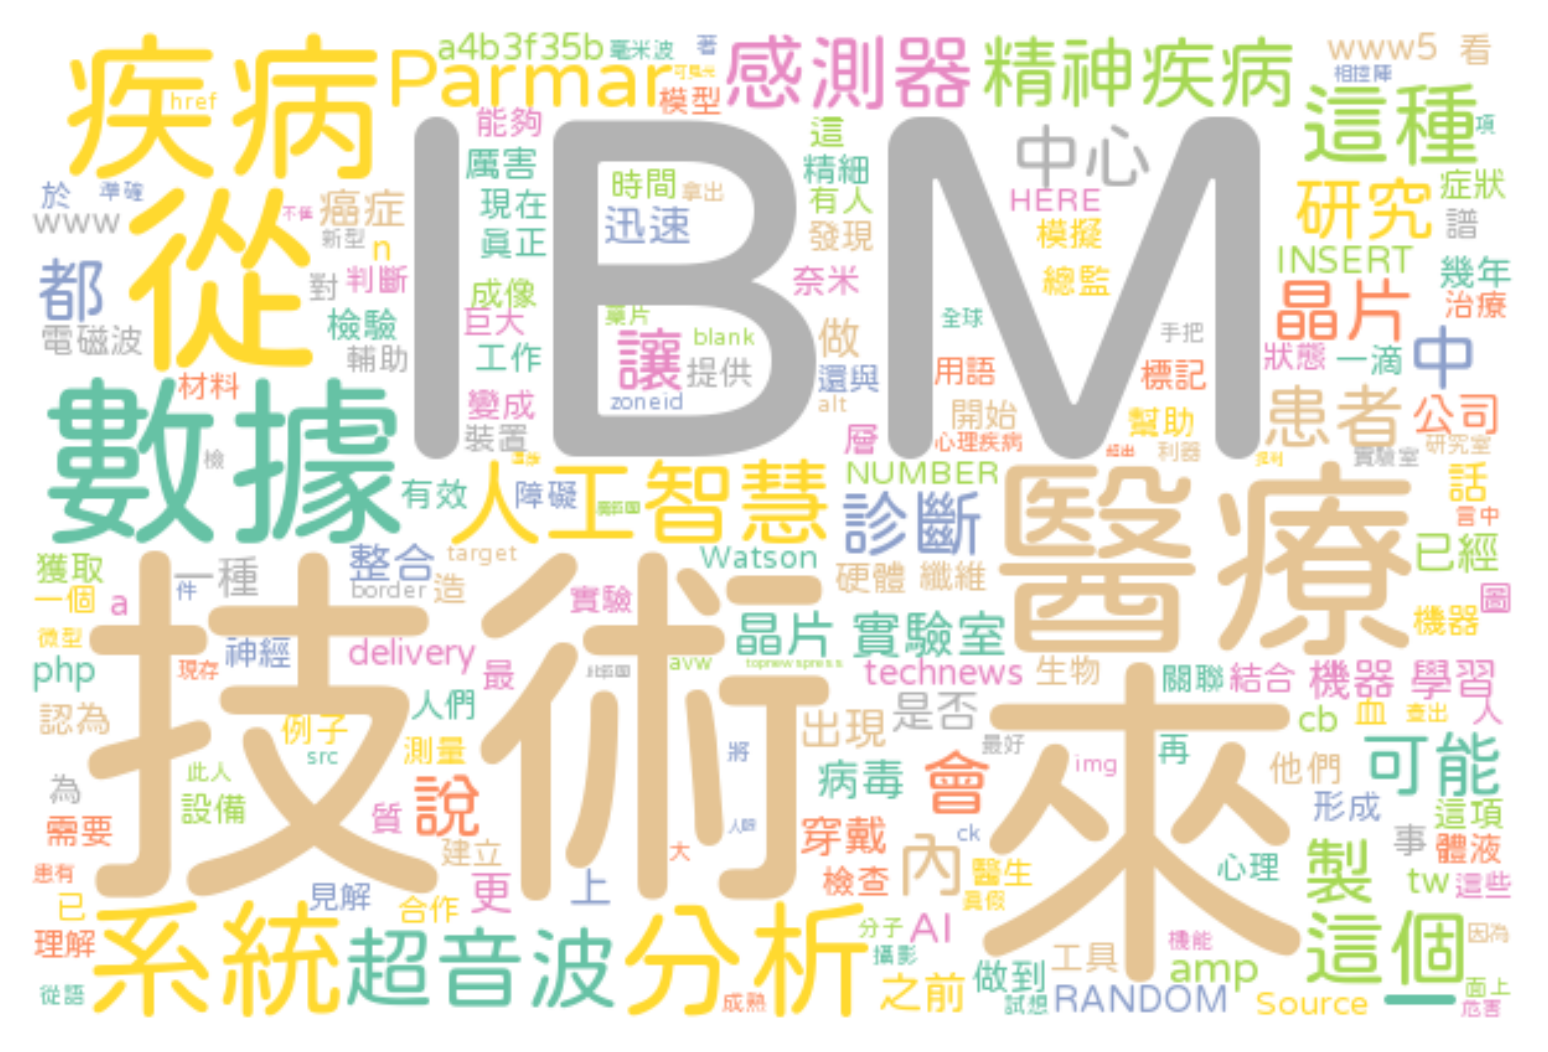 a4b3f35b 毫米波 著 感測器 精神疾病 www5 看
疾病 Parmar 可見光 相控陣
href 模型 這種 項
能夠 IBM 這 中心
厲害 精細 研究 症狀
於 準確 時間 拿出 HERE
www 從 不僅 癌症 現在 迅速 有人 模擬 譜
新型 n 真正 發現 INSERT 幾年
都 對 判斷 成像 奈米 總監 晶片 治療
電磁波 檢驗 巨大 藥片 blank 做 全球 手把 中
輔助 工作 讓 提供 還與 用語 標記 狀態 一滴
材料 變成 zoneid alt 開始 幫助 患者 公司
數據 裝置 層 心理疾病 超出 利器 實驗室 研究室
檢 有效 人工智慧 障礙 NUMBER 醫療 話
診斷 言中
獲取 一種 整合 target Watson 已經
一個 a 件 border 造 實驗 硬體 纖維 機器 圖
微型 技術 晶片 實驗室
php 現存 神經 delivery 最 avw topnewspress technews 生物 關聯 結合 機器 學習
認為 例子 人們 是否 來 cb 血 查出 人
src 測量 將 出現 最好 img 再 他們 可能
為 此人 設備 質 說 病毒 會 形成 這項
需要 建立 大 穿戴 ck 事 體液
患有 見解 上 檢查 內 醫生 心理 製 tw 這些
已 合作 更 真假
理解 系統 超音波 分析 分子 AI 機能 這個 因為
從語 攝影 做到 工具 amp 面上
成熟 之前 試想 RANDOM Source 一 危害